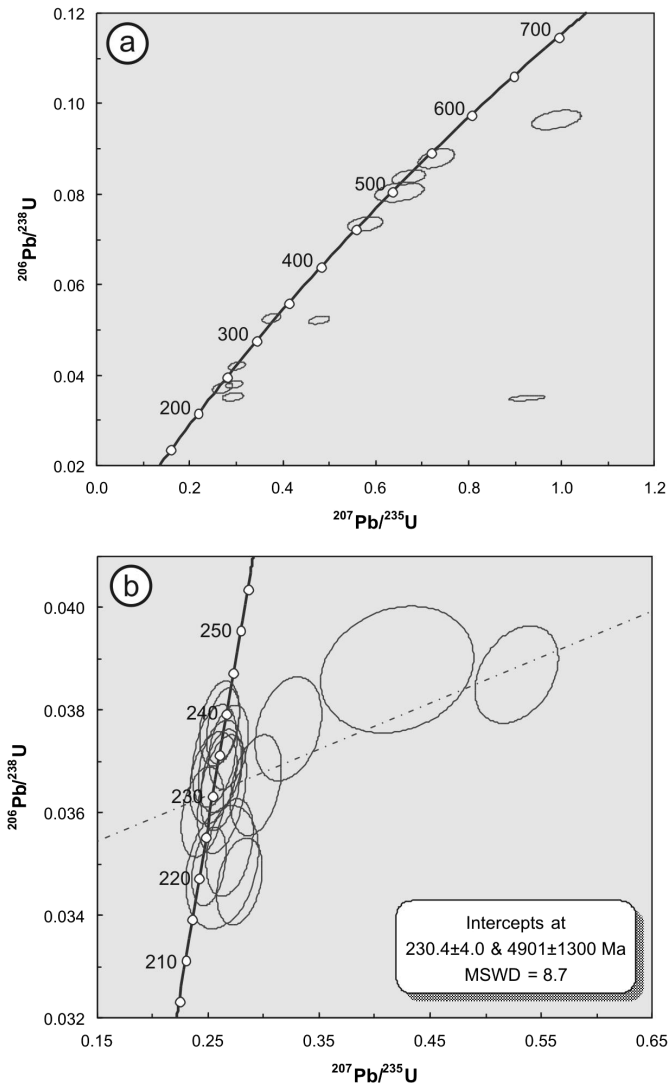 a
0.12
0.10
0.08
0.06
0.04
0.02
²⁰⁶Pb/²³⁸U
700
600
500
400
300
200
0.0 0.2 0.4 0.6 0.8 1.0 1.2
²⁰⁷Pb/²³⁵U
b
0.040
0.038
0.036
0.034
0.032
²⁰⁶Pb/²³⁸U
250
240
230
220
210
Intercepts at
230.4±4.0 & 4901±1300 Ma
MSWD = 8.7
0.15 0.25 0.35 0.45 0.55 0.65
²⁰⁷Pb/²³⁵U